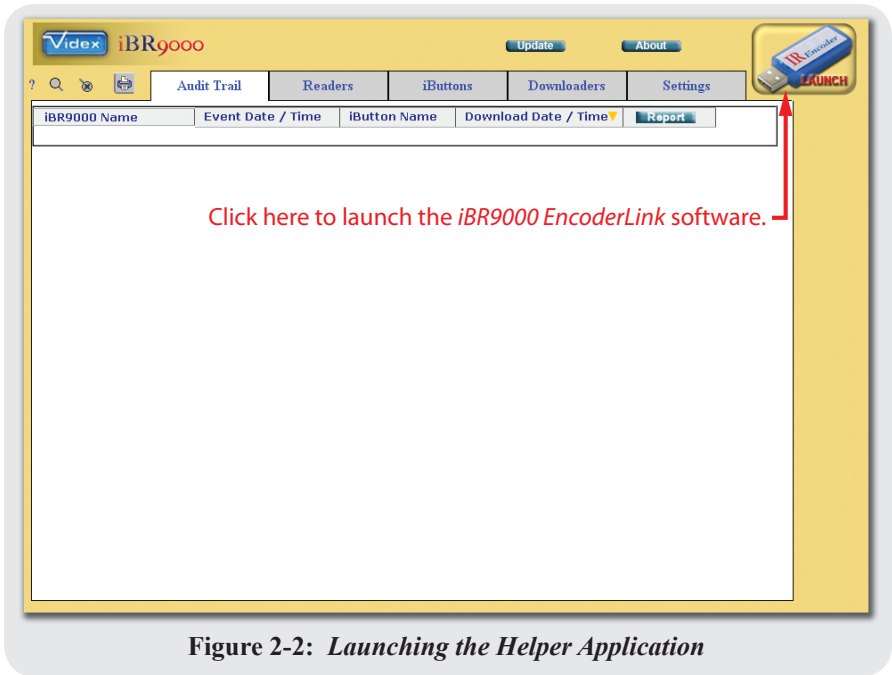 Videx iBR9000
Update About
IR Encoder
LAUNCH
? Audit Trail Readers iButtons Downloaders Settings
iBR9000 Name Event Date / Time iButton Name Download Date / Time Report
Click here to launch the iBR9000 EncoderLink software.
Figure 2-2: Launching the Helper Application